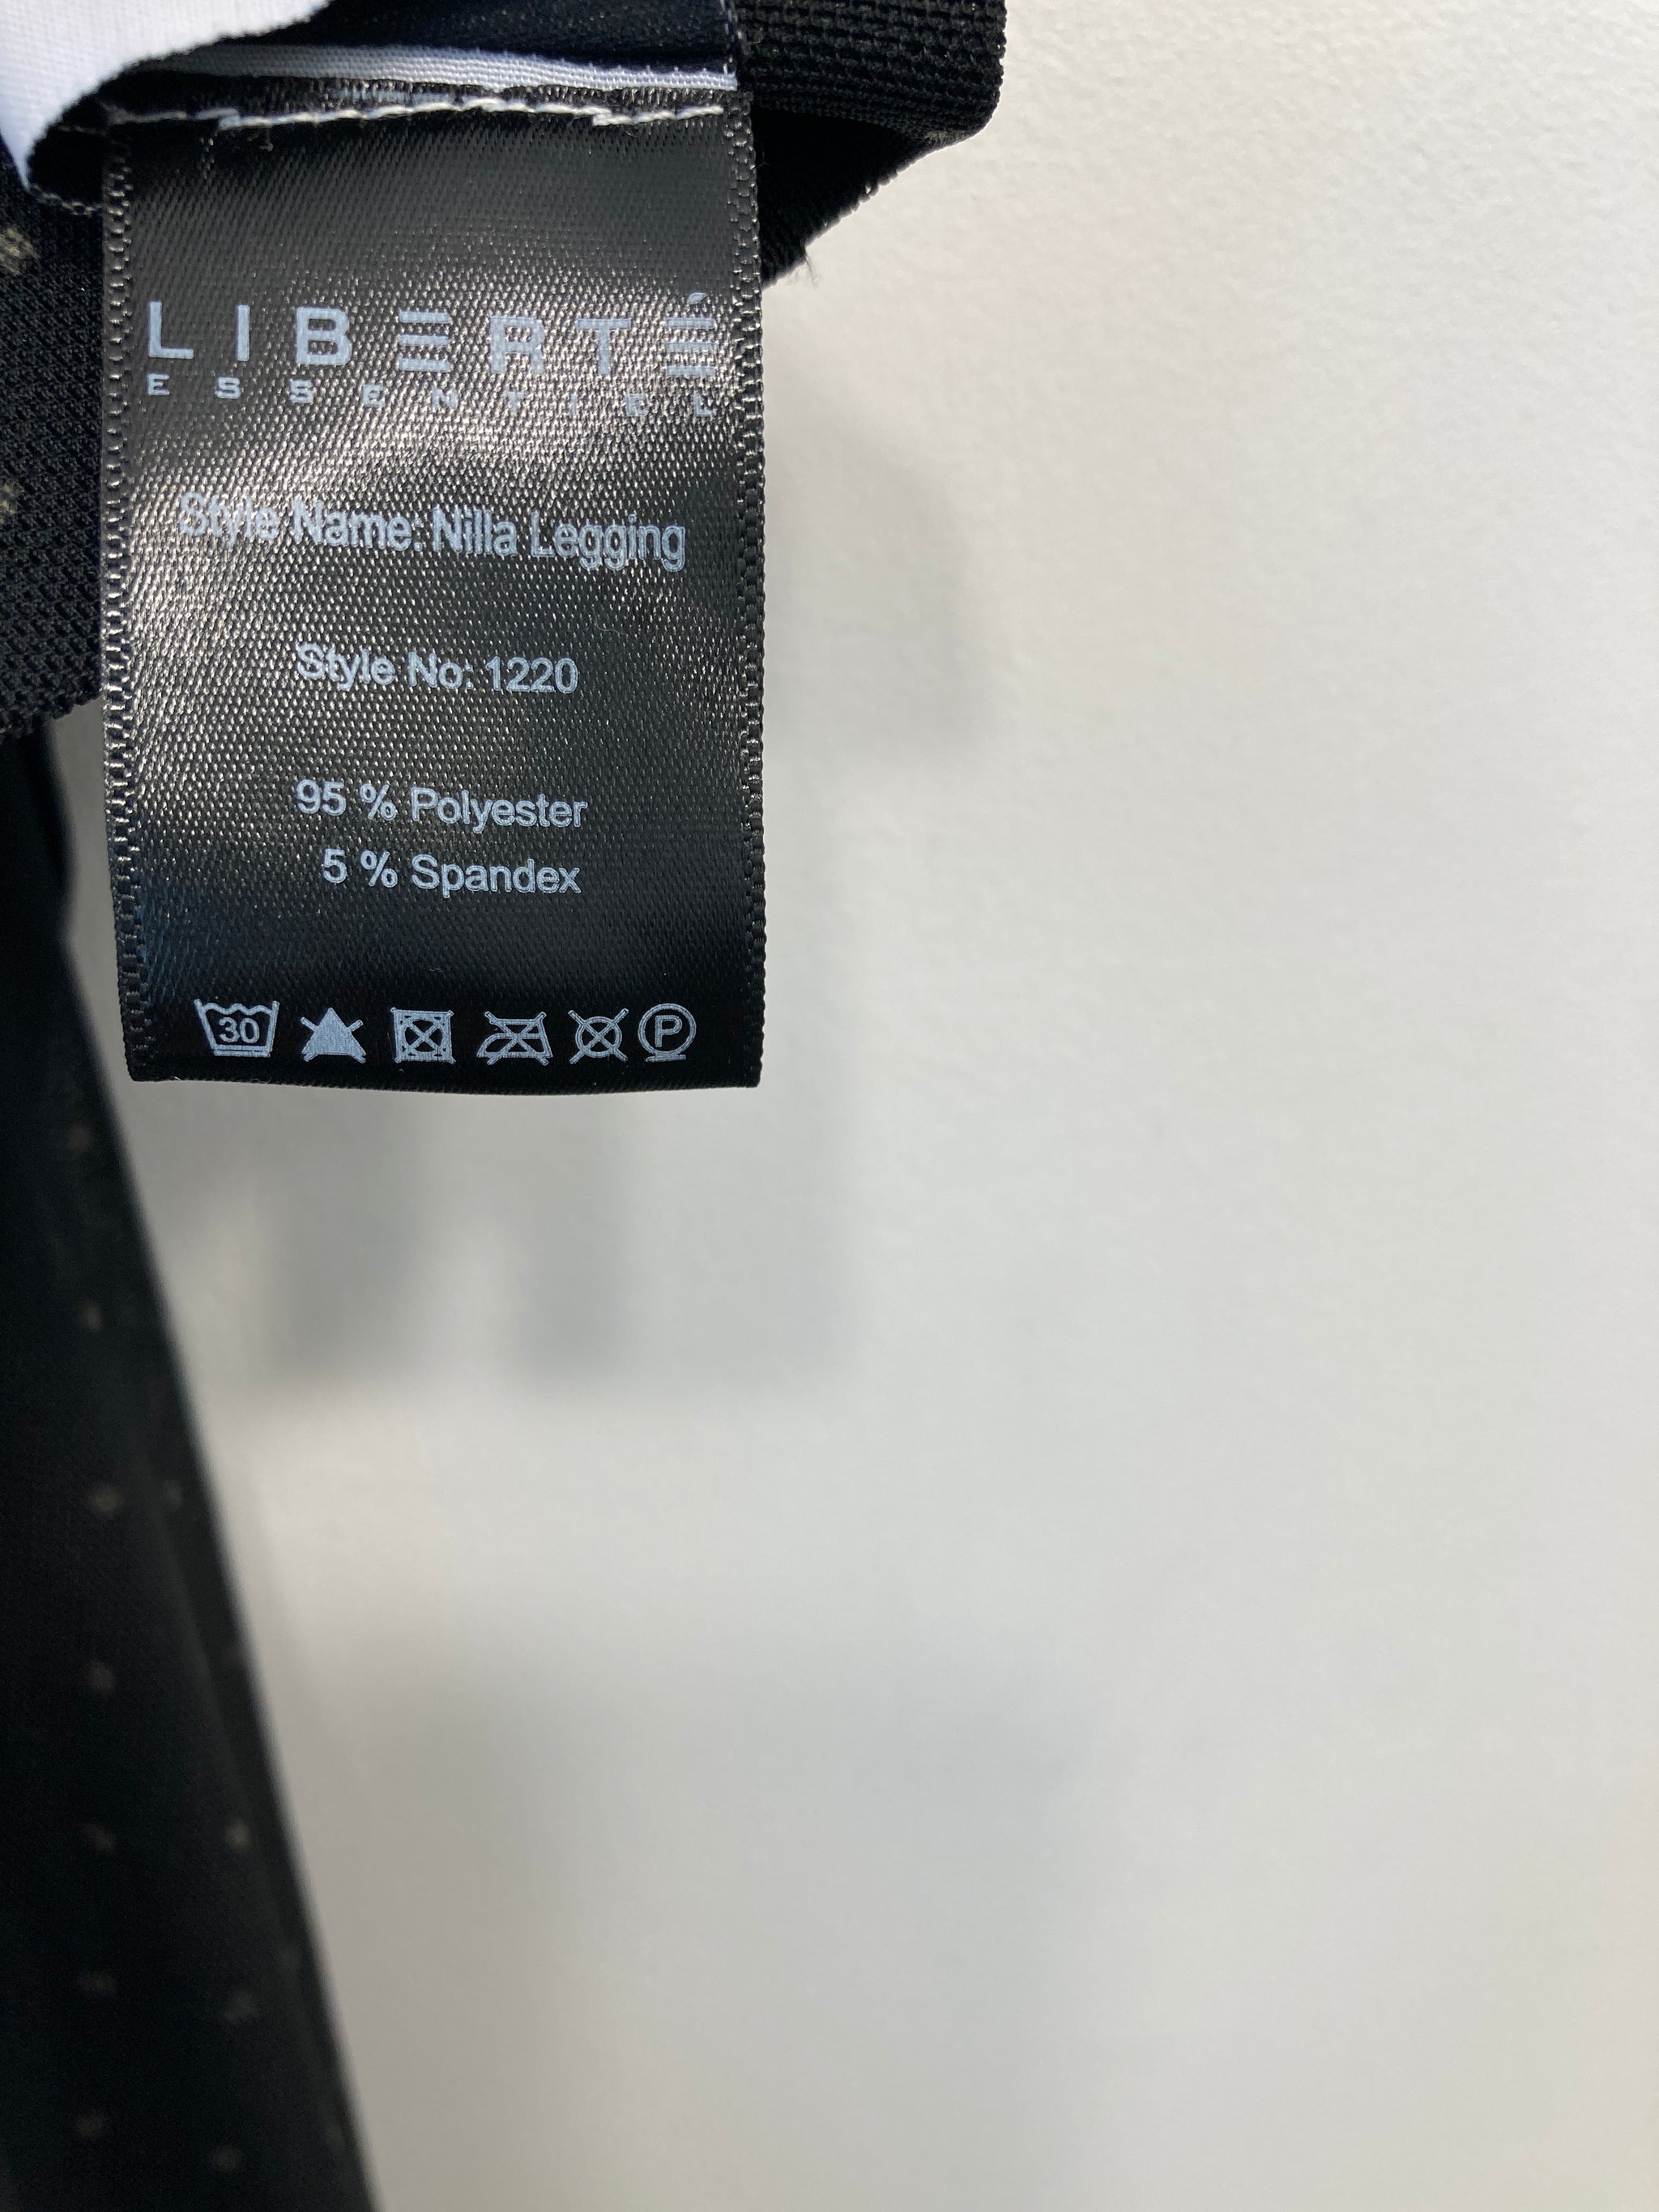 LIBERTÉ
ESSENTIEL
Style Name: Nilla Legging
Style No: 1220
95 % Polyester
5 % Spandex
30 P